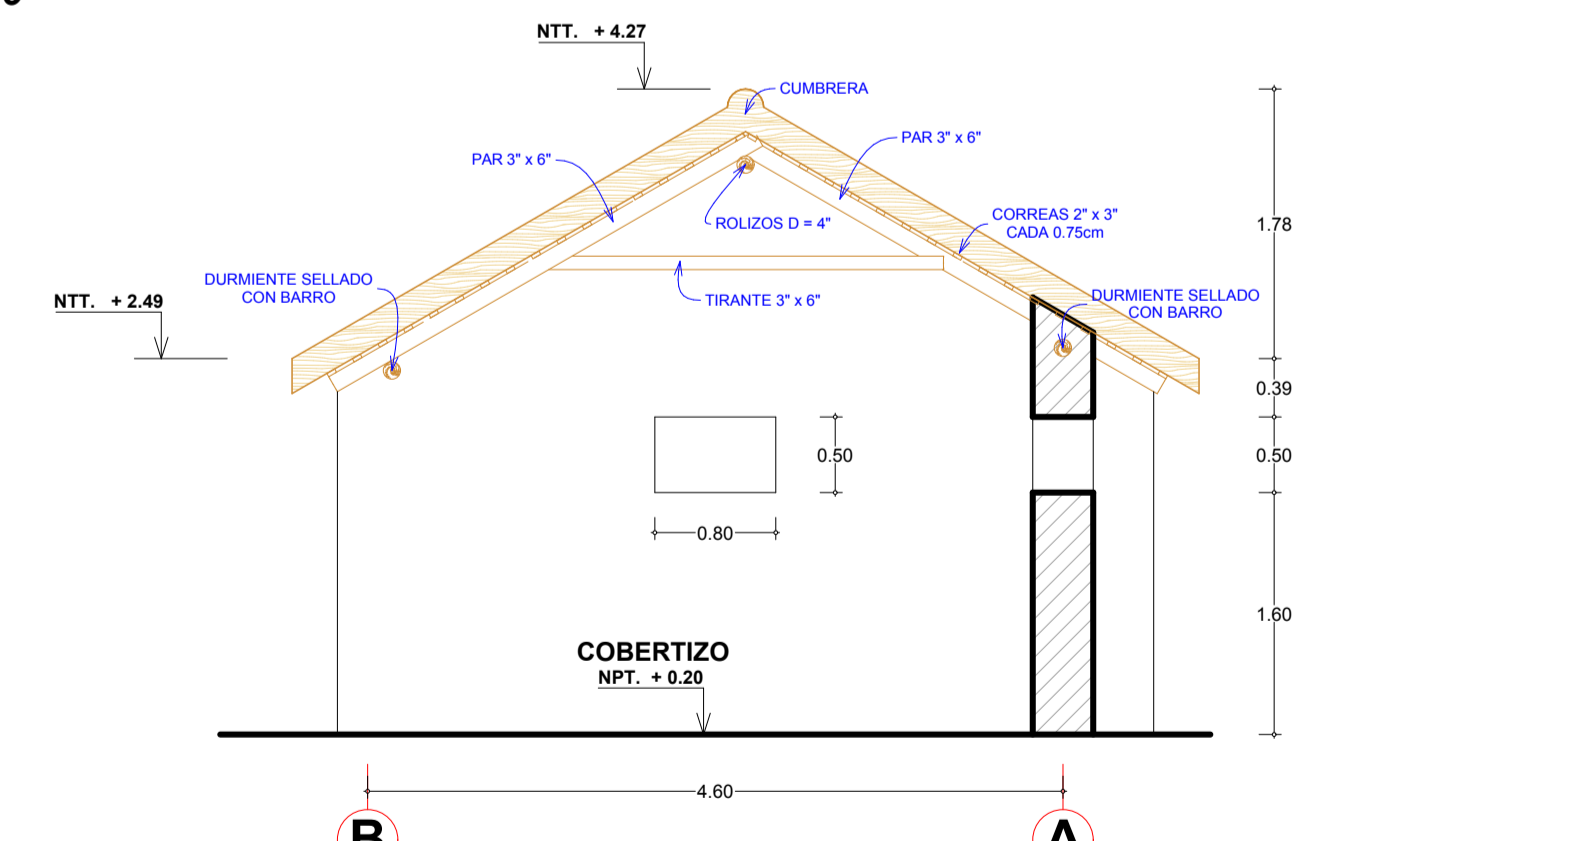 NTT. + 4.27
CUMBRERA
PAR 3" x 6"
PAR 3" x 6"
CORREAS 2" x 3"
CADA 0.75cm
ROLIZOS D = 4"
1.78
DURMIENTE SELLADO
CON BARRO
NTT. + 2.49
TIRANTE 3" x 6"
DURMIENTE SELLADO
CON BARRO
0.39
0.50
0.50
0.80
1.60
COBERTIZO
NPT. + 0.20
4.60
B
A